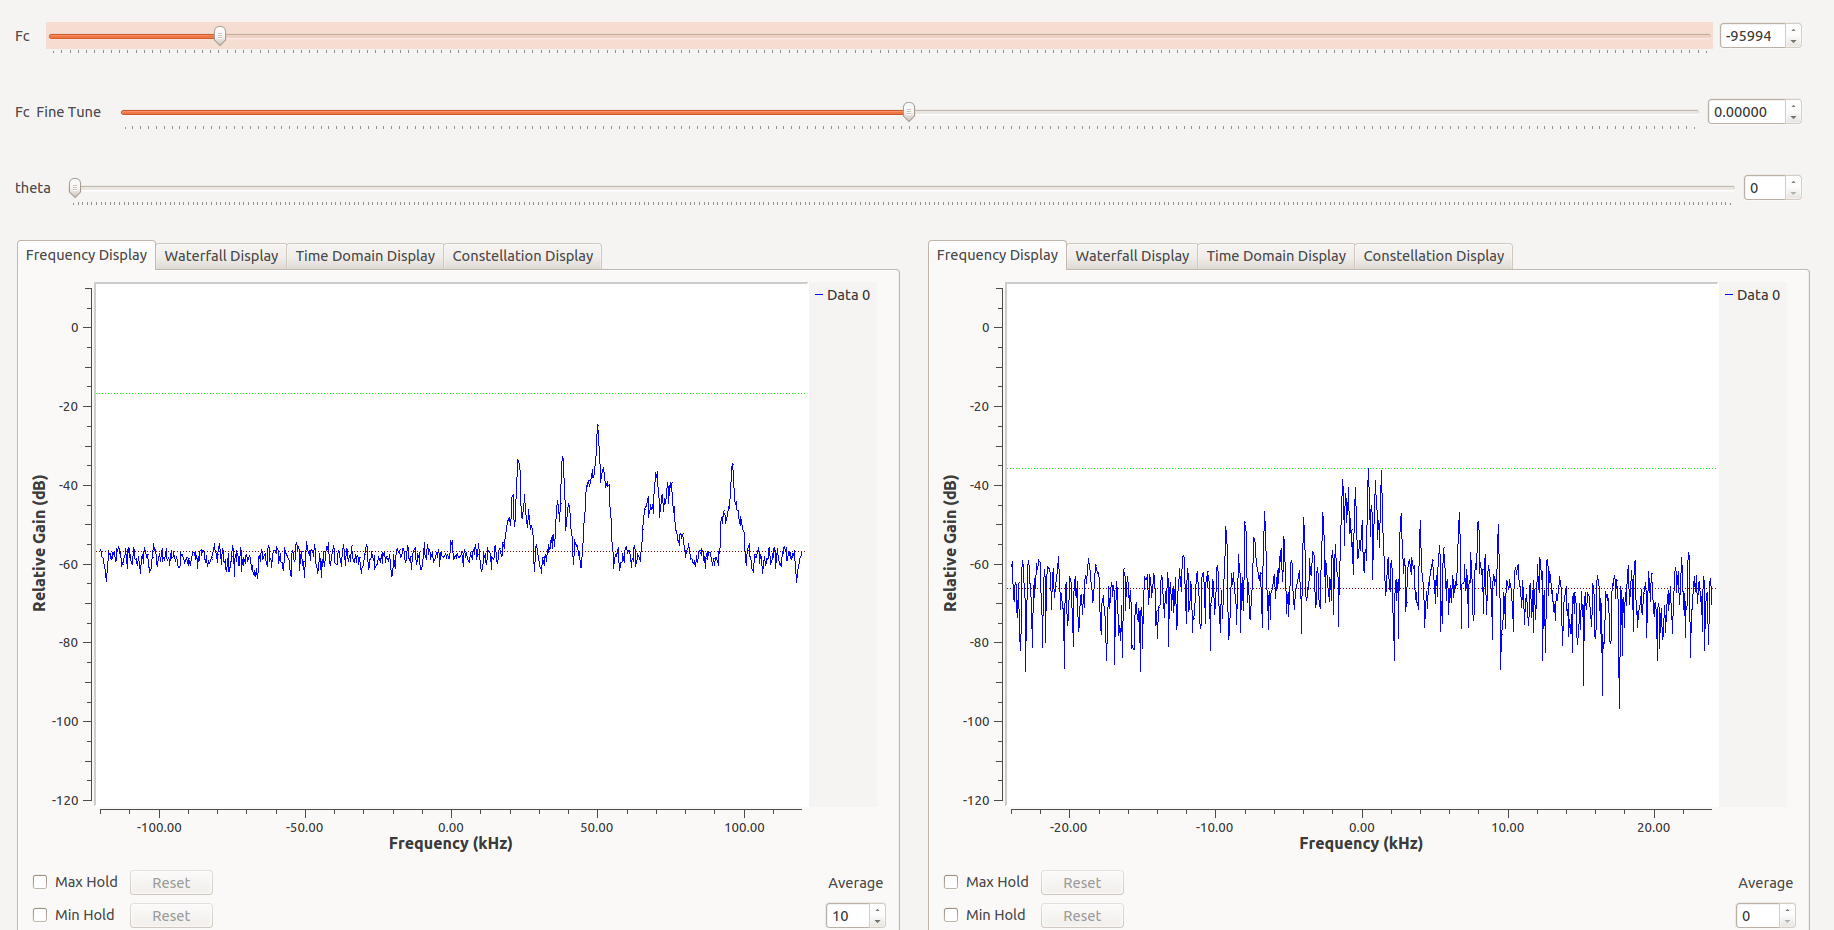 Fc -95994
Fc Fine Tune 0.00000
theta 0
Frequency Display Waterfall Display Time Domain Display Constellation Display
Data 0
0
-20
-40
-60
-80
-100
-120
Relative Gain (dB)
-100.00 -50.00 0.00 50.00 100.00
Frequency (kHz)
Max Hold Reset Average
Min Hold Reset 10
Frequency Display Waterfall Display Time Domain Display Constellation Display
Data 0
0
-20
-40
-60
-80
-100
-120
Relative Gain (dB)
-20.00 -10.00 0.00 10.00 20.00
Frequency (kHz)
Max Hold Reset Average
Min Hold Reset 0